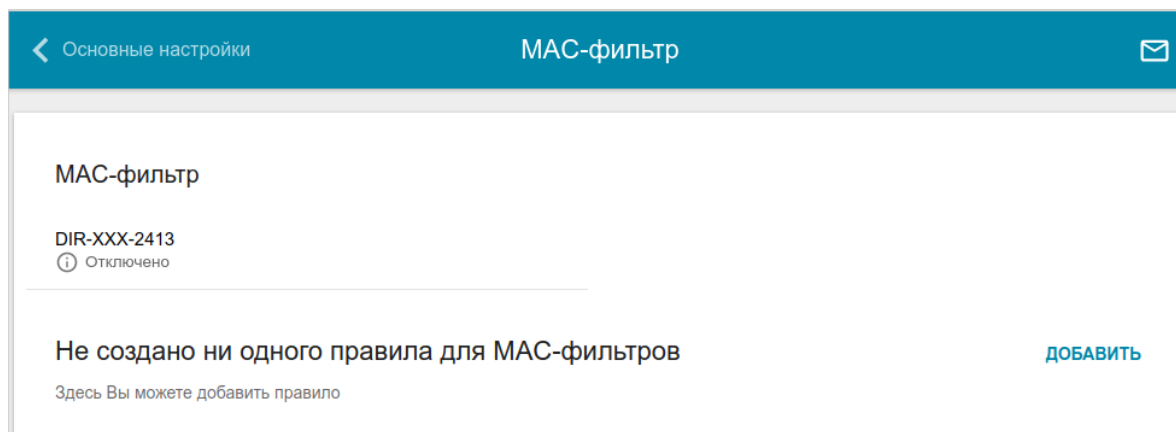 Основные настройки
MAC-фильтр
MAC-фильтр
DIR-XXX-2413
Отключено
Не создано ни одного правила для MAC-фильтров
ДОБАВИТЬ
Здесь Вы можете добавить правило